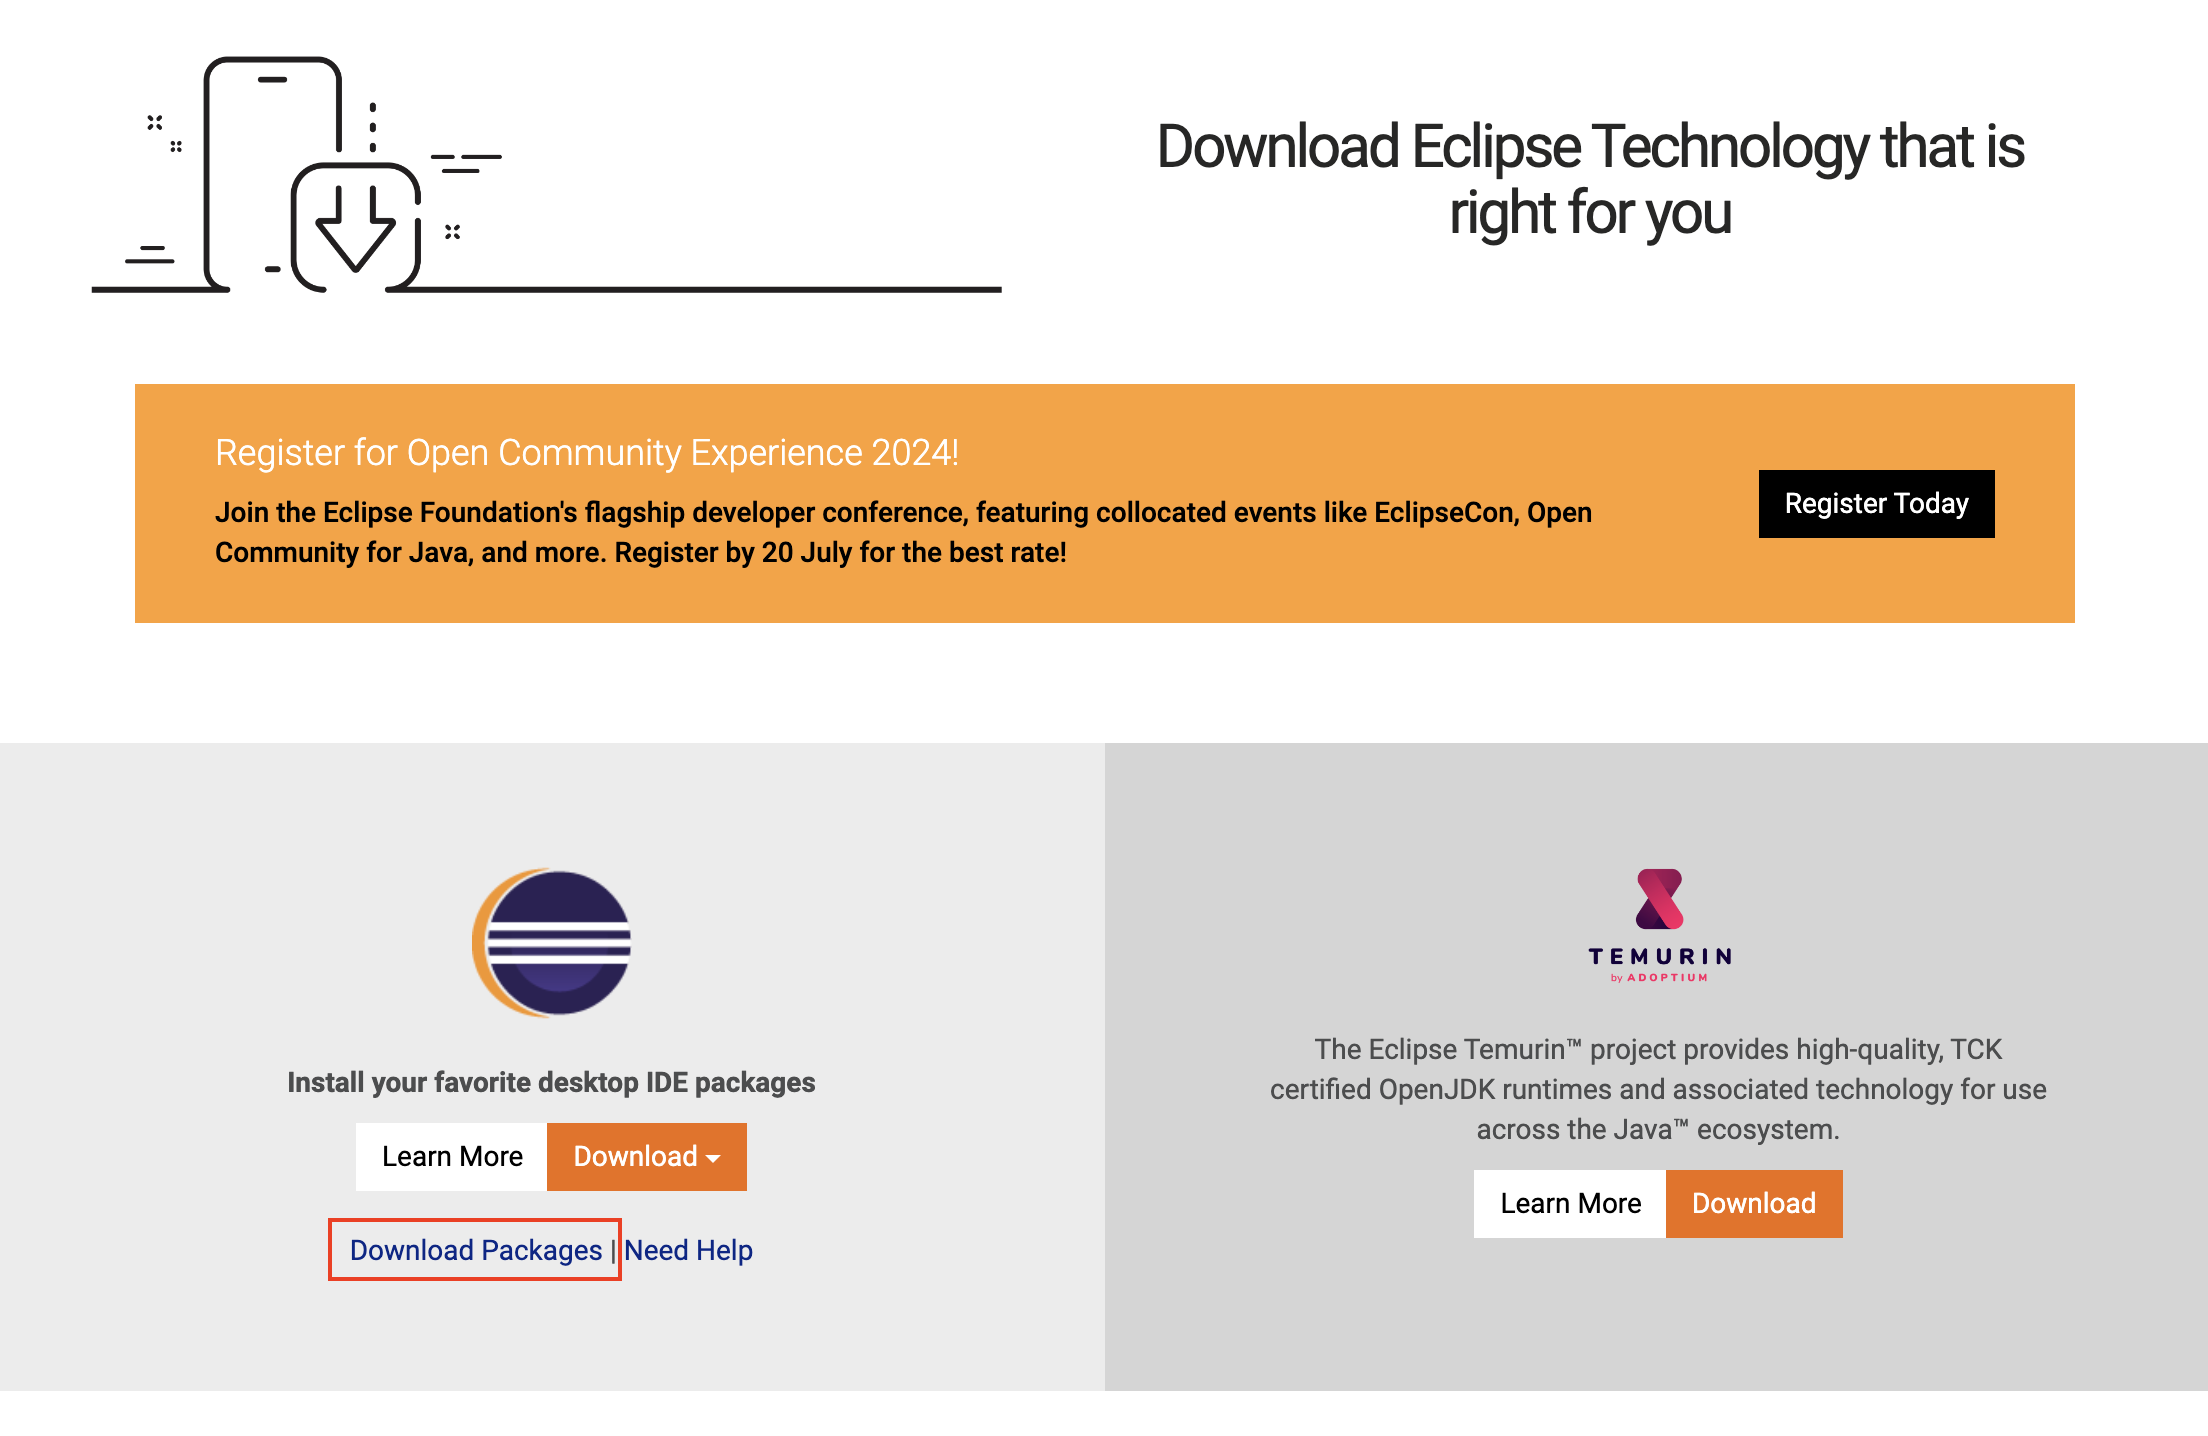 Download Eclipse Technology that is
right for you
Register for Open Community Experience 2024!
Join the Eclipse Foundation's flagship developer conference, featuring collocated events like EclipseCon, Open
Community for Java, and more. Register by 20 July for the best rate!
Register Today
Install your favorite desktop IDE packages
Learn More
Download
Download Packages | Need Help
TEMURIN
by ADOPTIUM
The Eclipse Temurin™ project provides high-quality, TCK
certified OpenJDK runtimes and associated technology for use
across the Java™ ecosystem.
Learn More
Download